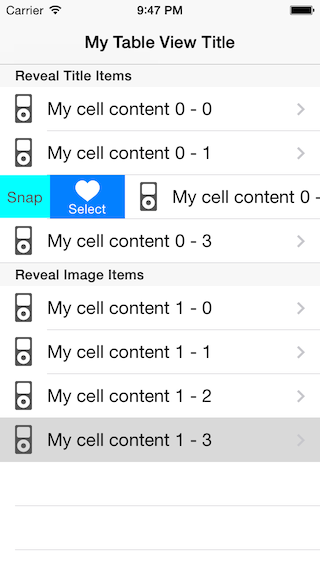 Carrier 9:47 PM
My Table View Title
Reveal Title Items
My cell content 0 - 0
My cell content 0 - 1
Snap Select My cell content 0 -
My cell content 0 - 3
Reveal Image Items
My cell content 1 - 0
My cell content 1 - 1
My cell content 1 - 2
My cell content 1 - 3